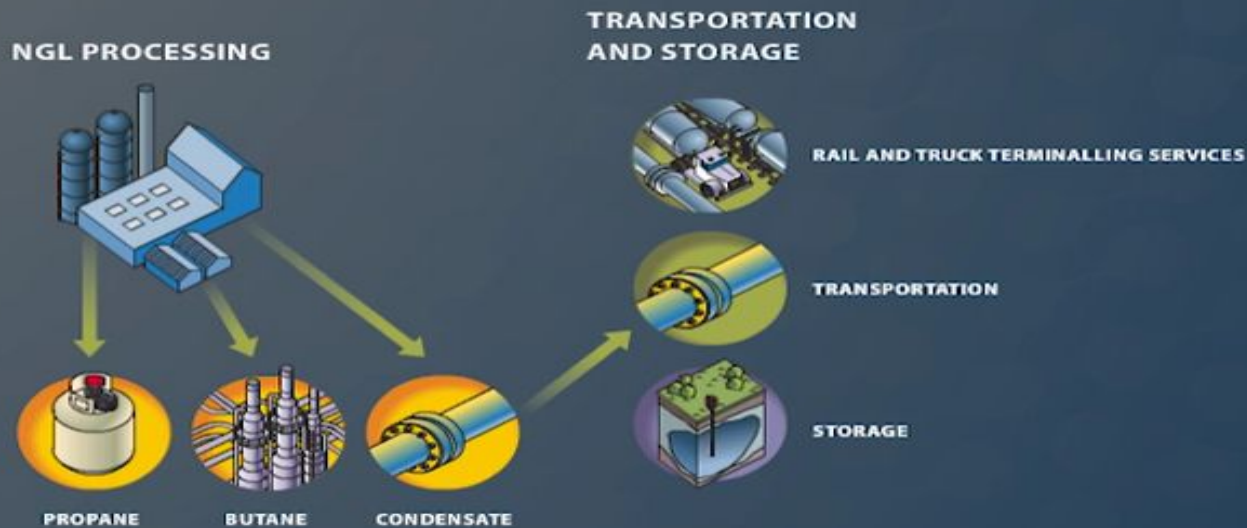 NGL PROCESSING
PROPANE
BUTANE
CONDENSATE
TRANSPORTATION
AND STORAGE
RAIL AND TRUCK TERMINALLING SERVICES
TRANSPORTATION
STORAGE